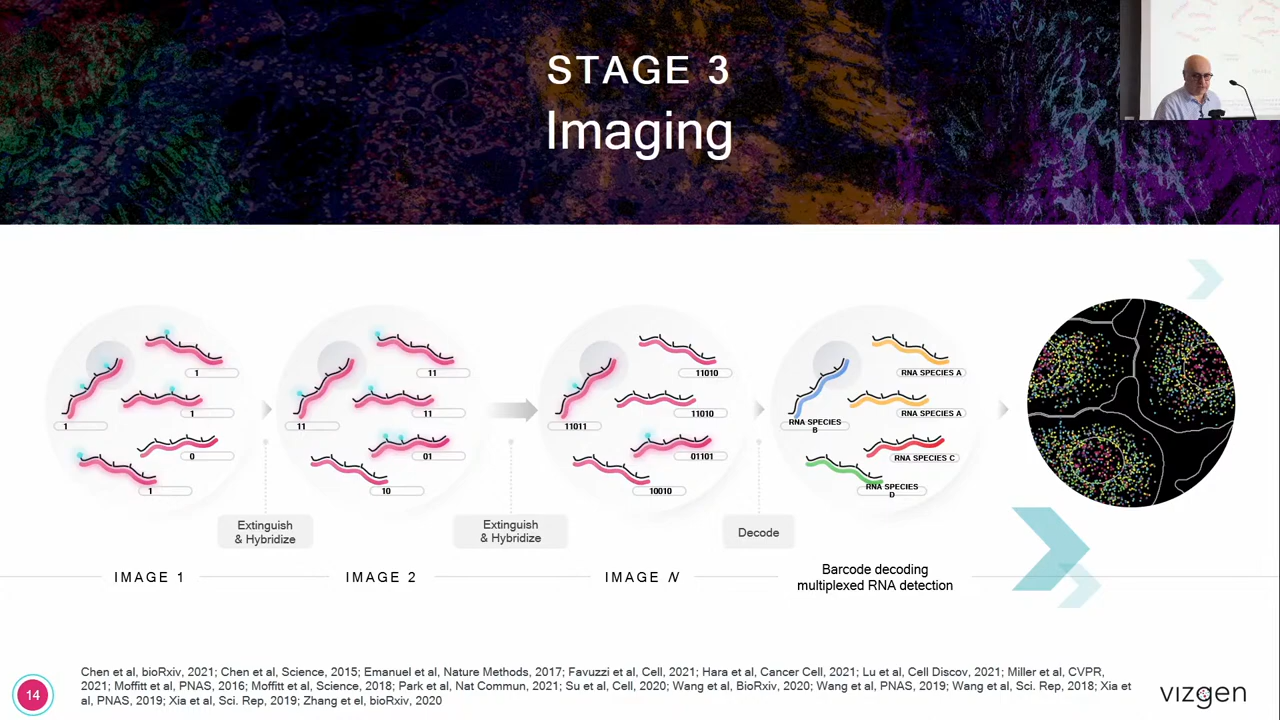 STAGE 3
Imaging
1
1
1
0
1
11
11
11
01
10
11010
11010
11011
01101
10010
RNA SPECIES A
RNA SPECIES A
RNA SPECIES
B
RNA SPECIES C
RNA SPECIES
D
Extinguish
& Hybridize
Extinguish
& Hybridize
Decode
IMAGE 1
IMAGE 2
IMAGE N
Barcode decoding
multiplexed RNA detection
14
Chen et al, bioRxiv, 2021; Chen et al, Science, 2015; Emanuel et al, Nature Methods, 2017; Favuzzi et al, Cell, 2021; Hara et al, Cancer Cell, 2021; Lu et al, Cell Discov, 2021; Miller et al, CVPR,
2021; Moffitt et al, PNAS, 2016; Moffitt et al, Science, 2018; Park et al, Nat Commun, 2021; Su et al, Cell, 2020; Wang et al, BioRxiv, 2020; Wang et al, PNAS, 2019; Wang et al, Sci. Rep, 2018; Xia et
al, PNAS, 2019; Xia et al, Sci. Rep, 2019; Zhang et el, bioRxiv, 2020
vizgen